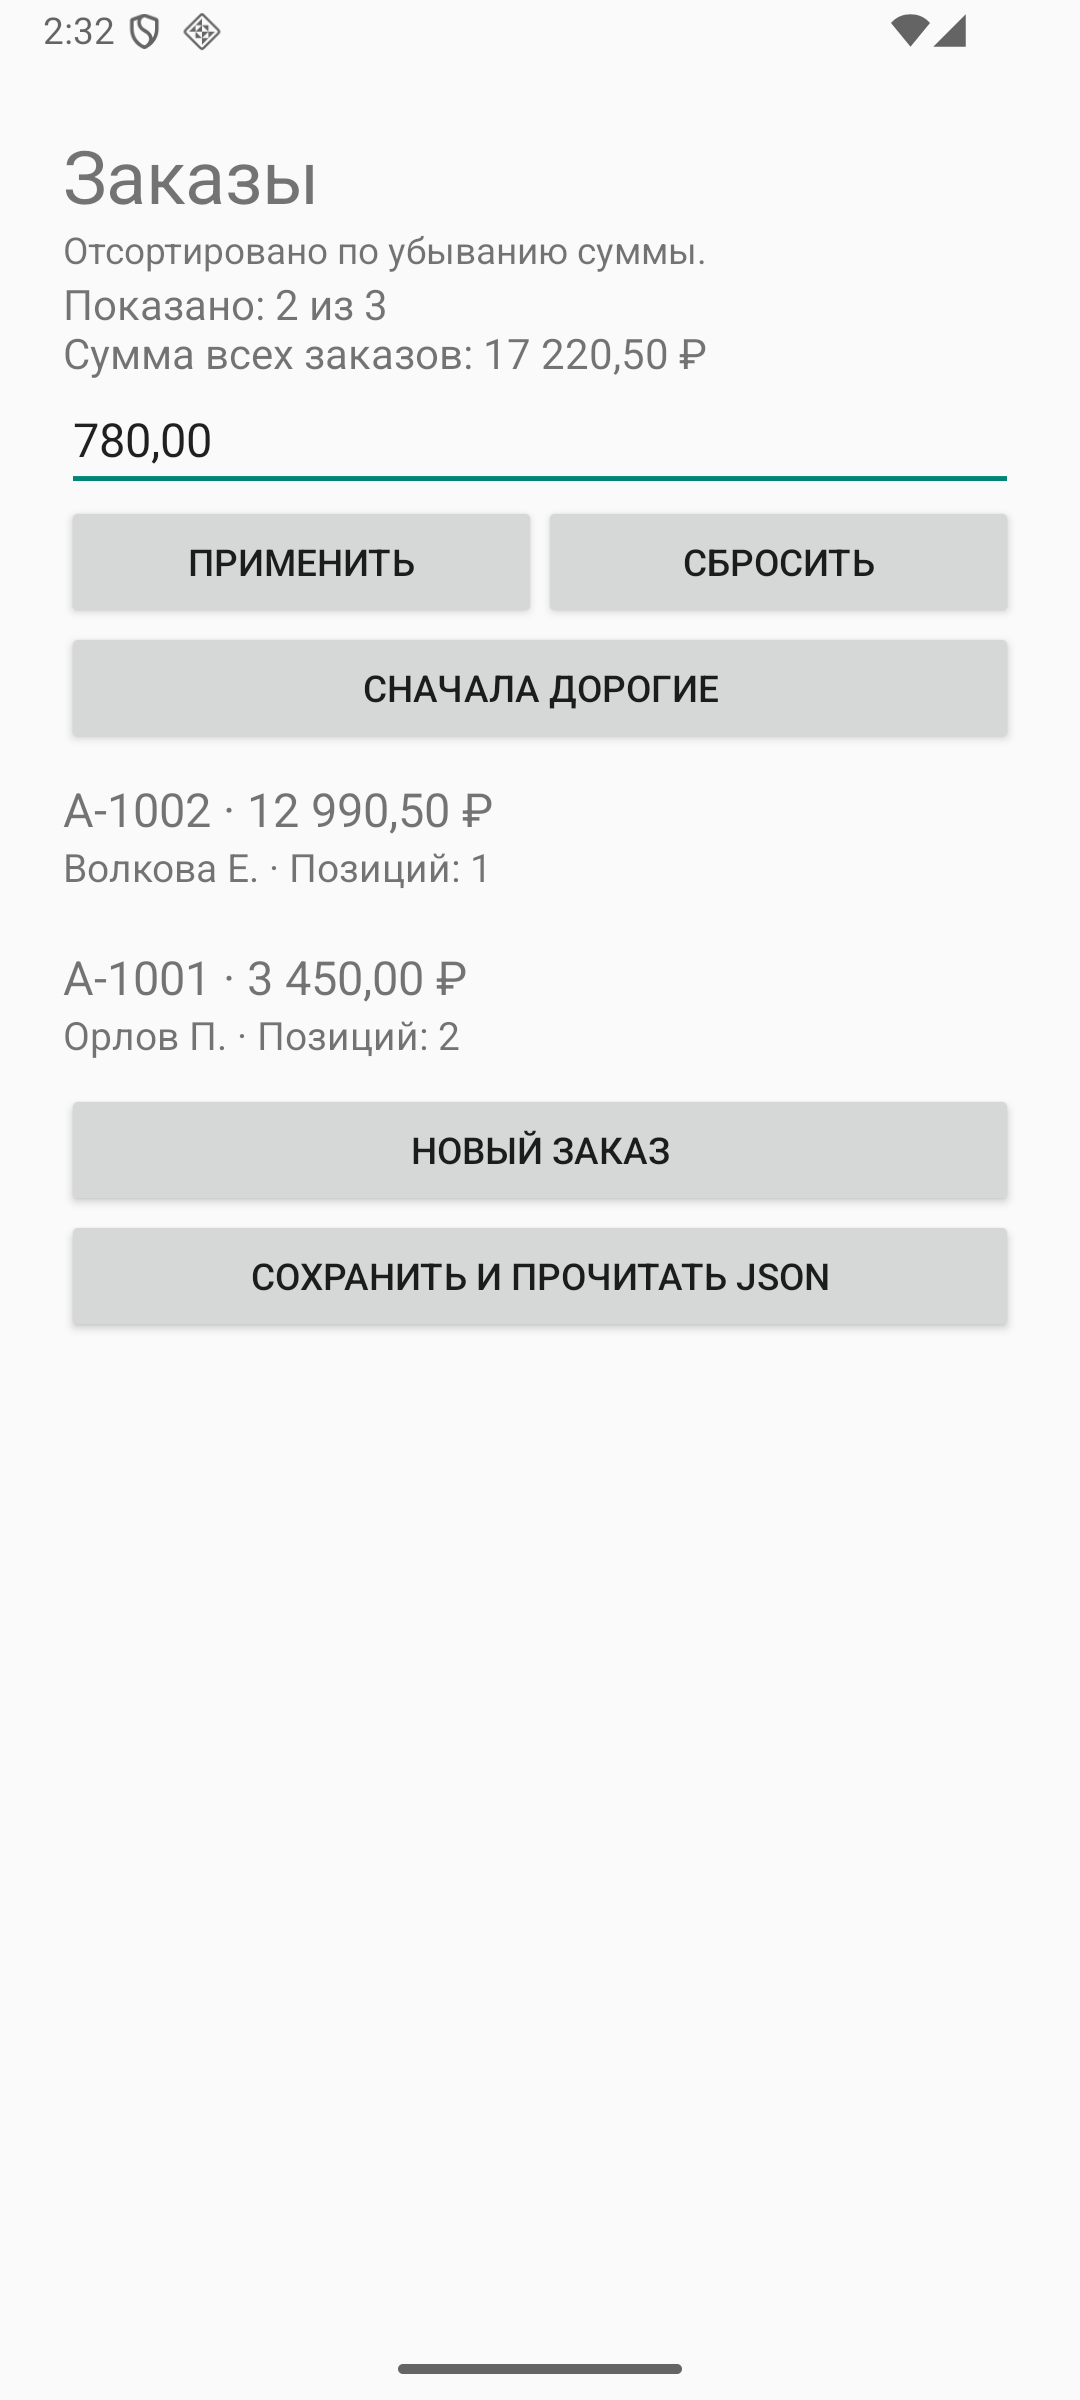 2:32
Заказы
Отсортировано по убыванию суммы.
Показано: 2 из 3
Сумма всех заказов: 17 220,50 ₽
780,00
ПРИМЕНИТЬ
СБРОСИТЬ
СНАЧАЛА ДОРОГИЕ
А-1002 · 12 990,50 ₽
Волкова Е. · Позиций: 1
А-1001 · 3 450,00 ₽
Орлов П. · Позиций: 2
НОВЫЙ ЗАКАЗ
СОХРАНИТЬ И ПРОЧИТАТЬ JSON